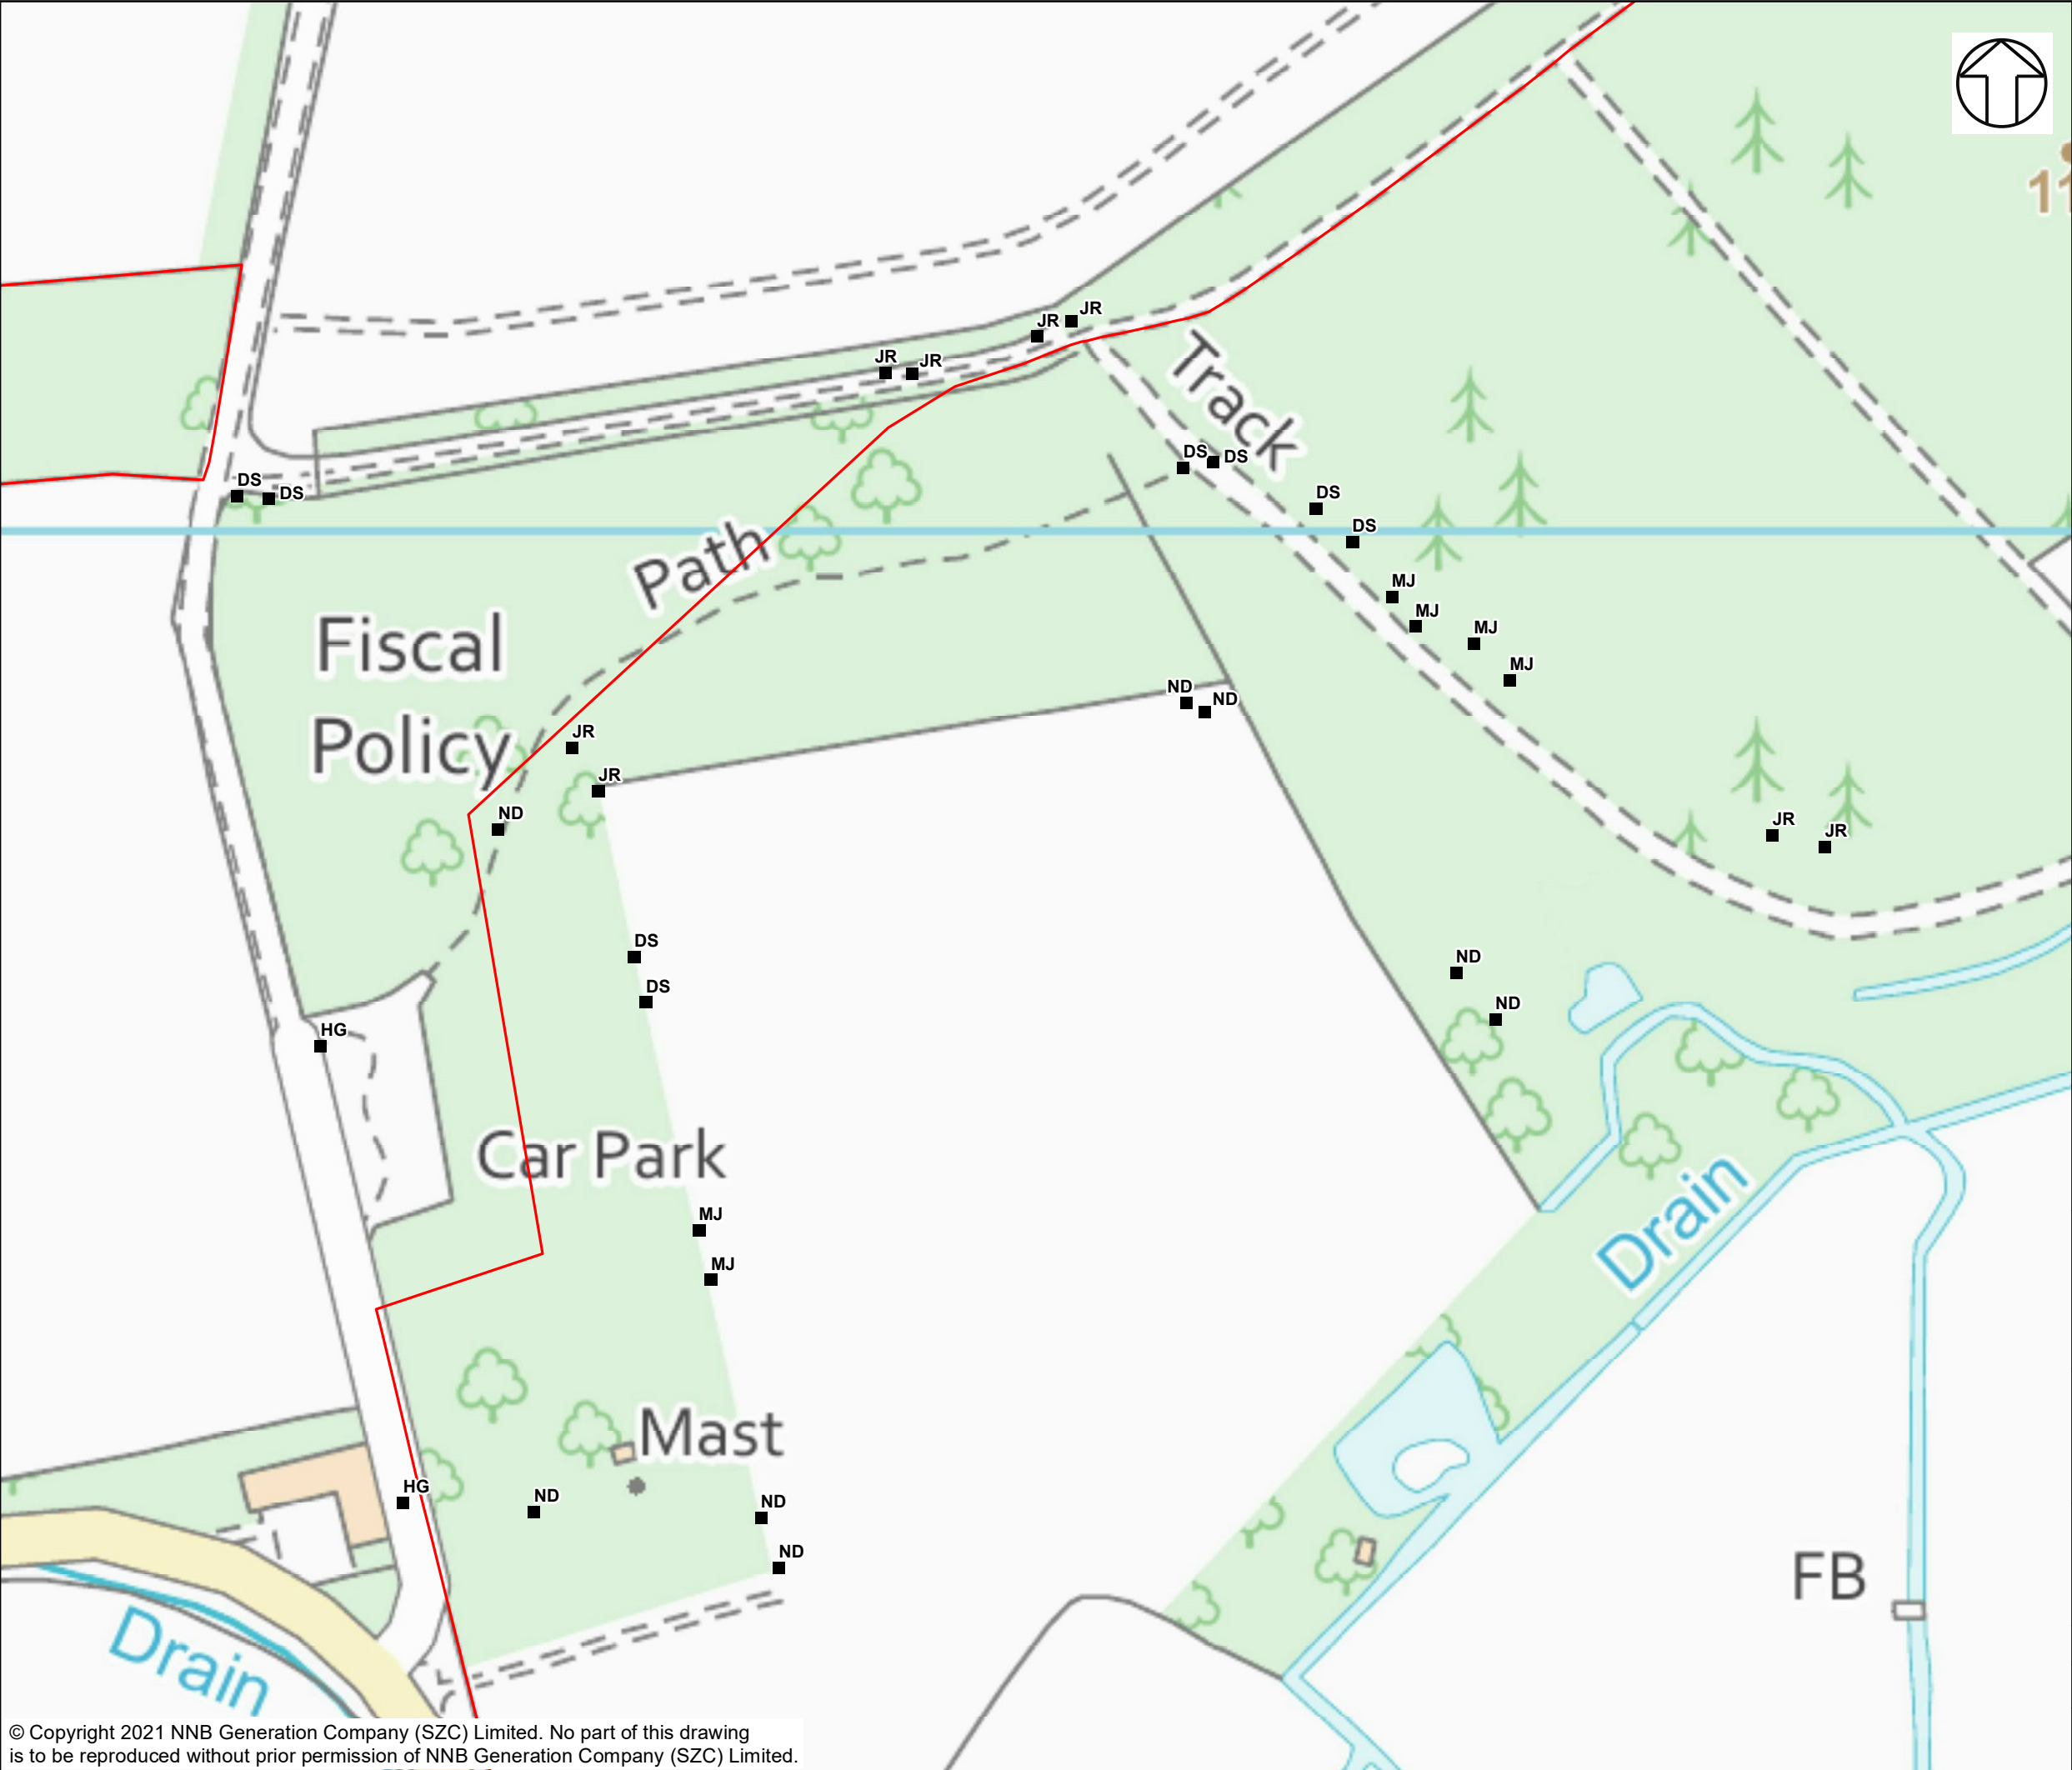 11
JR
JR
JR
JR
Track
DS
DS
DS
DS
DS
DS
Path
MJ
MJ
MJ
MJ
Fiscal
Policy
ND
ND
JR
JR
ND
JR
JR
DS
DS
ND
ND
HG
Car Park
MJ
MJ
Drain
Mast
HG
ND
ND
ND
FB
Drain
© Copyright 2021 NNB Generation Company (SZC) Limited. No part of this drawing
is to be reproduced without prior permission of NNB Generation Company (SZC) Limited.